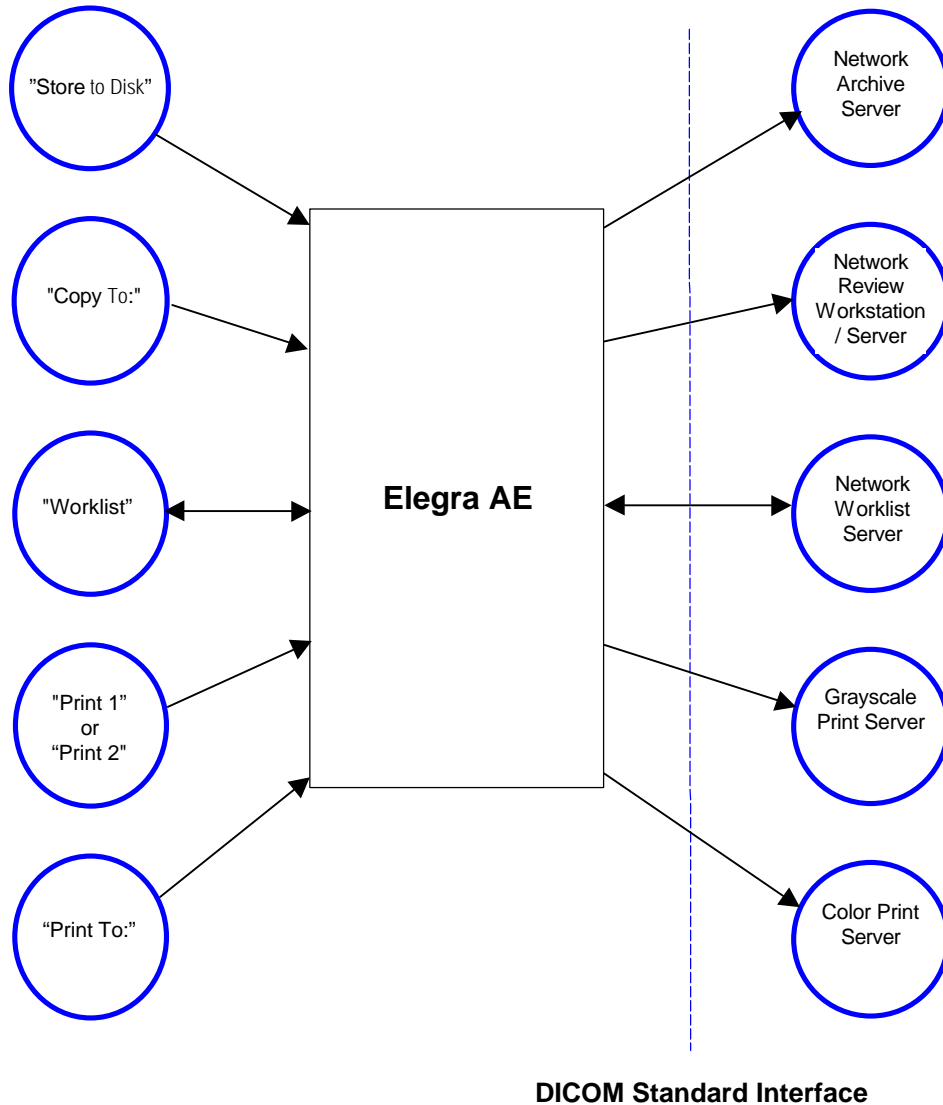 ”Store to Disk”
"Copy To:"
"Worklist”
"Print 1”
or
“Print 2"
“Print To:”
Elegra AE
Network
Archive
Server
Network
Review
Workstation
/ Server
Network
Worklist
Server
Grayscale
Print Server
Color Print
Server
DICOM Standard Interface